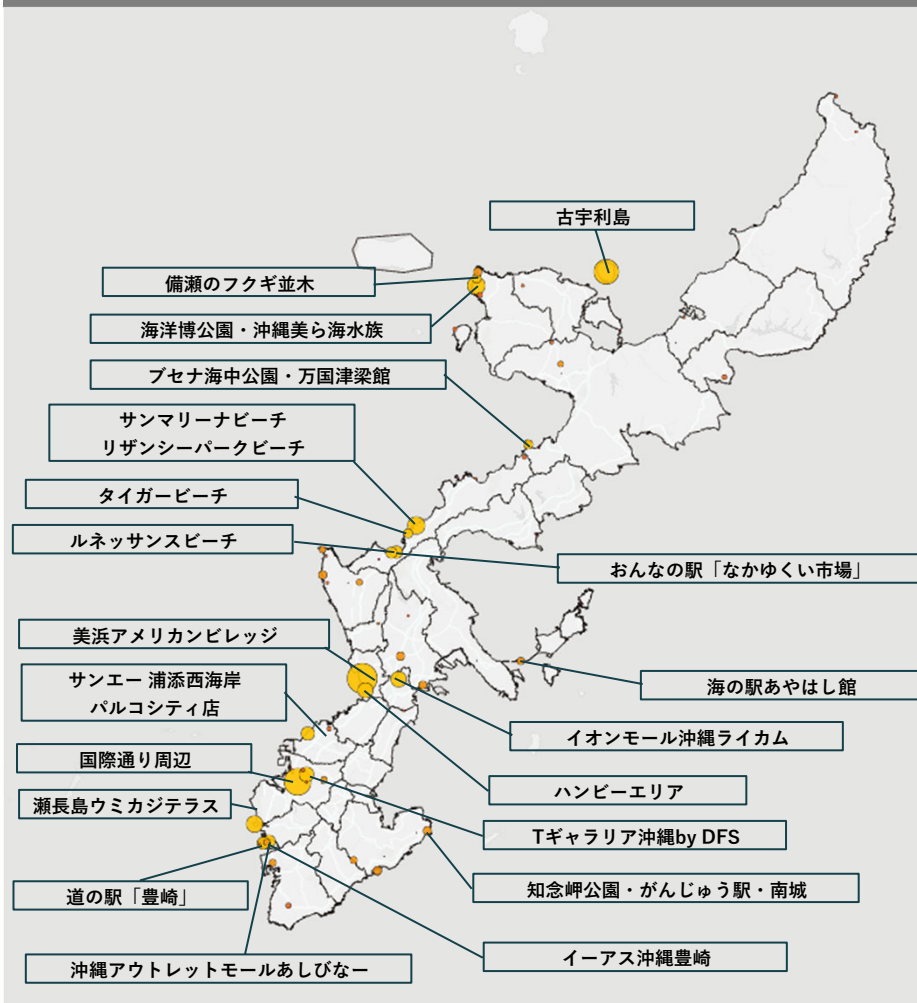 古宇利島
備瀬のフクギ並木
海洋博公園・沖縄美ら海水族
ブセナ海中公園・万国津梁館
サンマリーナビーチ
リザンシーパークビーチ
タイガービーチ
ルネッサンスビーチ
おんなの駅「なかゆくい市場」
美浜アメリカンビレッジ
海の駅あやはし館
サンエー 浦添西海岸
パルコシティ店
イオンモール沖縄ライカム
国際通り周辺
ハンビーエリア
瀬長島ウミカジテラス
Tギャラリア沖縄by DFS
道の駅「豊崎」
知念岬公園・がんじゅう駅・南城
イーアス沖縄豊崎
沖縄アウトレットモールあしびなー